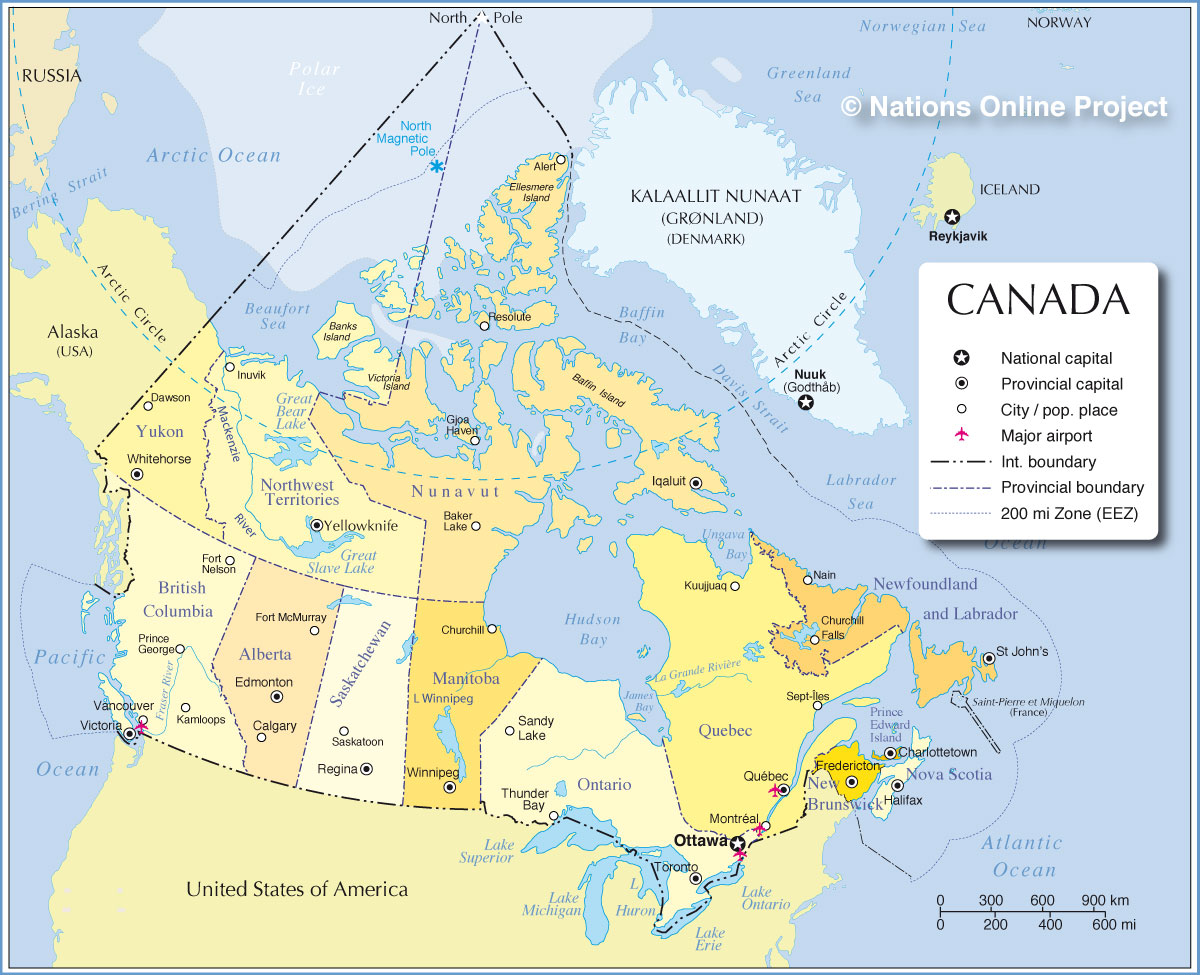 North Pole
Norwegian Sea
NORWAY
RUSSIA
Polar
Ice
Greenland
Sea
© Nations Online Project
Arctic Ocean
North
Magnetic
Pole
Bering Strait
Alert
Ellesmere
Island
KALAALLIT NUNAAT
(GRØNLAND)
(DENMARK)
ICELAND
Reykjavik
Arctic Circle
Beaufort
Sea
Banks
Island
Resolute
Baffin
Bay
Arctic Circle
Alaska
(USA)
Victoria
Island
Baffin Island
Davis Strait
Nuuk
(Godthåb)
CANADA
National capital
Provincial capital
City / pop. place
Major airport
Int. boundary
Provincial boundary
200 mi Zone (EEZ)
Inuvik
Dawson
Yukon
Whitehorse
Mackenzie
River
Great
Bear
Lake
Gjoa
Haven
Northwest
Territories
Yellowknife
Great
Slave Lake
Nunavut
Baker
Lake
Iqaluit
Labrador
Sea
Ocean
Ungava
Bay
Fort
Nelson
British
Columbia
Fort McMurray
Prince
George
Alberta
Edmonton
Calgary
Saskatchewan
Saskatoon
Regina
Churchill
Manitoba
L Winnipeg
Winnipeg
Hudson
Bay
James
Bay
La Grande Rivière
Kuujjuaq
Nain
Newfoundland
and Labrador
Churchill
Falls
St John's
Saint-Pierre et Miquelon
(France)
Pacific
Ocean
Fraser River
Vancouver
Victoria
Kamloops
Sandy
Lake
Ontario
Thunder
Bay
Quebec
Sept-Îles
Prince
Edward
Island
Charlottetown
Nova Scotia
Halifax
Fredericton
New
Brunswick
Québec
Montréal
Ottawa
Toronto
Lake
Superior
Lake
Michigan
L
Huron
Lake
Ontario
Lake
Erie
United States of America
Atlantic
Ocean
0 300 600 900 km
0 200 400 600 mi